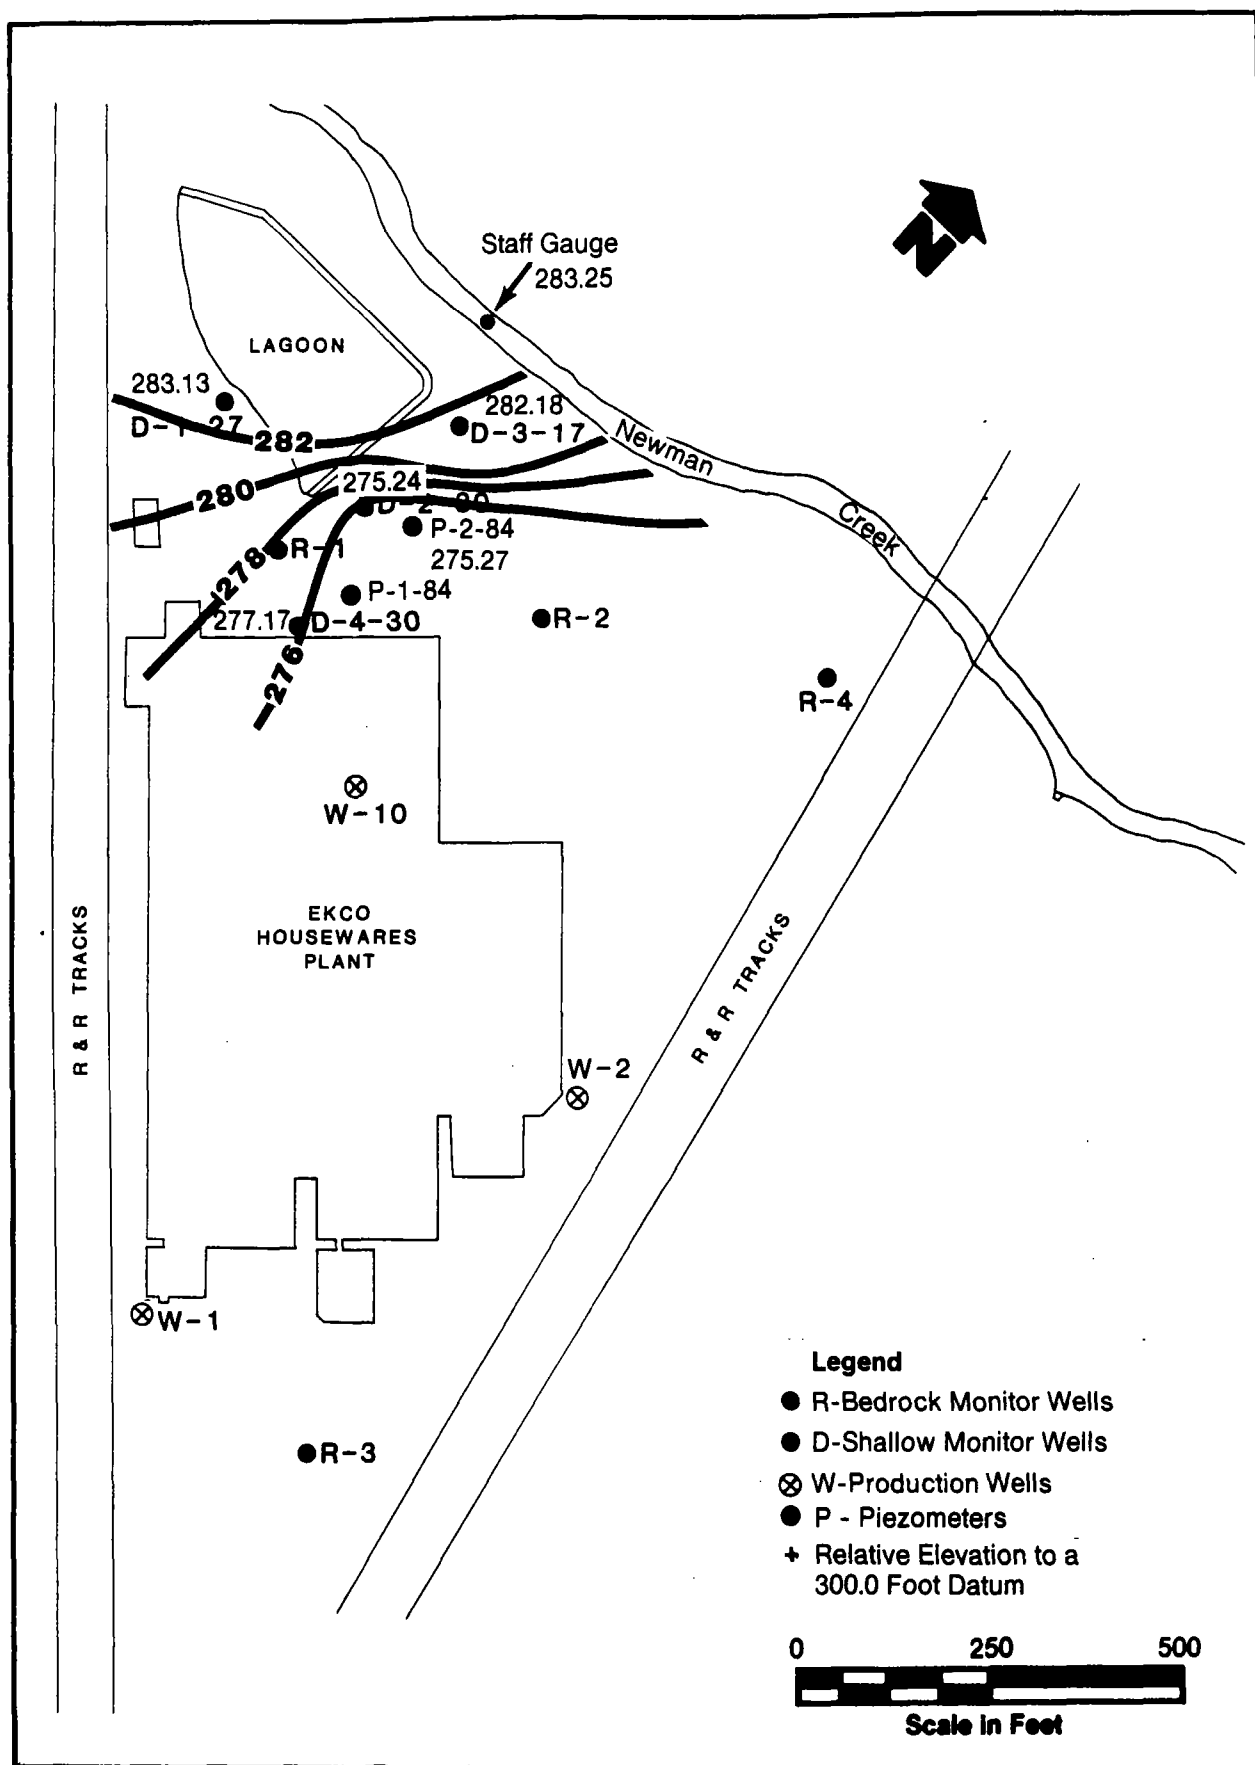 N
Staff Gauge
283.25
LAGOON
283.13
D-1-27
282
282.18
D-3-17
Newman
Creek
280
275.24
D-2-30
P-2-84
275.27
R-1
278
P-1-84
277.17
D-4-30
R-2
276
R-4
W-10
EKCO
HOUSEWARES
PLANT
R & R TRACKS
R & R TRACKS
W-2
W-1
R-3
Legend
R-Bedrock Monitor Wells
D-Shallow Monitor Wells
W-Production Wells
P - Piezometers
+ Relative Elevation to a
300.0 Foot Datum
0 250 500
Scale in Feet